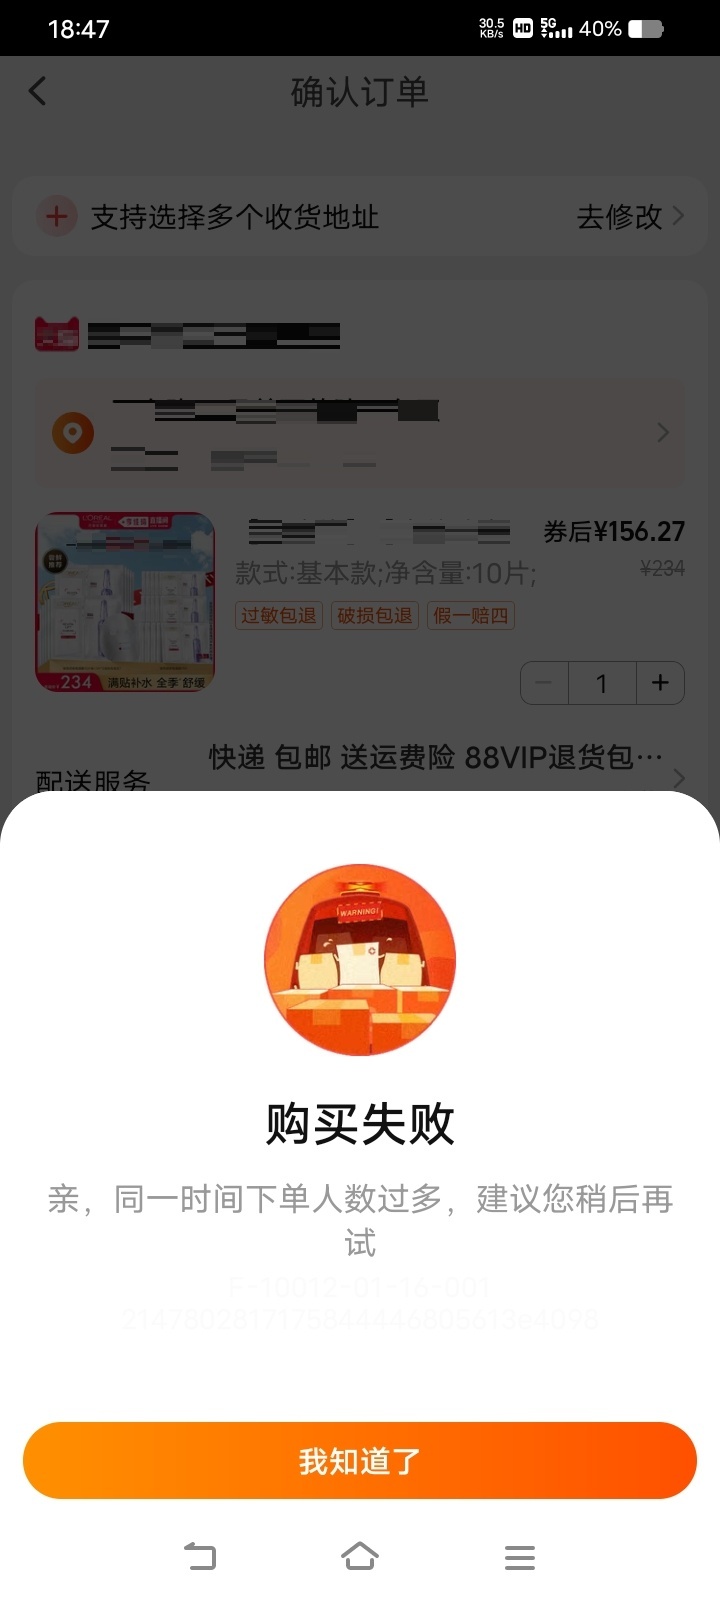 18:47
30.5
KB/s
HD
5G
40%
确认订单
支持选择多个收货地址
去修改
券后¥156.27
款式:基本款;净含量:10片;
¥234
过敏包退
破损包退
假一赔四
1
234
满贴补水 全季 舒缓
快递 包邮 送运费险 88VIP退货包…
配送服务
WARNING!
购买失败
亲，同一时间下单人数过多，建议您稍后再
试
F-10012-01-16-001
我知道了